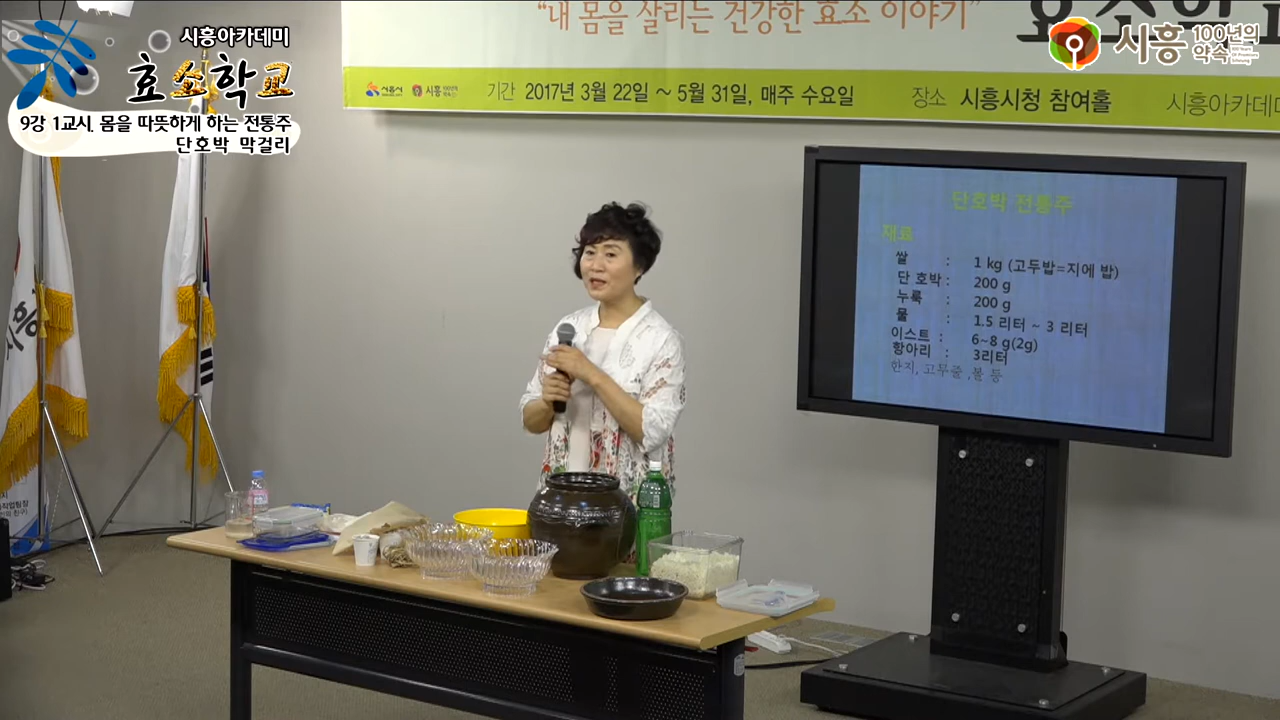 시흥아카데미
효소학교
9강 1교시. 몸을 따뜻하게 하는 전통주
단호박 막걸리
"내 몸을 살리는 건강한 효소 이야기"
시흥 100년의 약속
시흥시 시흥 기간 2017년 3월 22일 ~ 5월 31일, 매주 수요일 장소 시흥시청 참여홀 시흥아카데미
단호박 전통주
재료
쌀 : 1 kg (고두밥=지에 밥)
단 호박 : 200 g
누룩 : 200 g
물 : 1.5 리터 ~ 3 리터
이스트 : 6~8 g(2g)
항아리 : 3리터
한지, 고무줄 ,볼 등